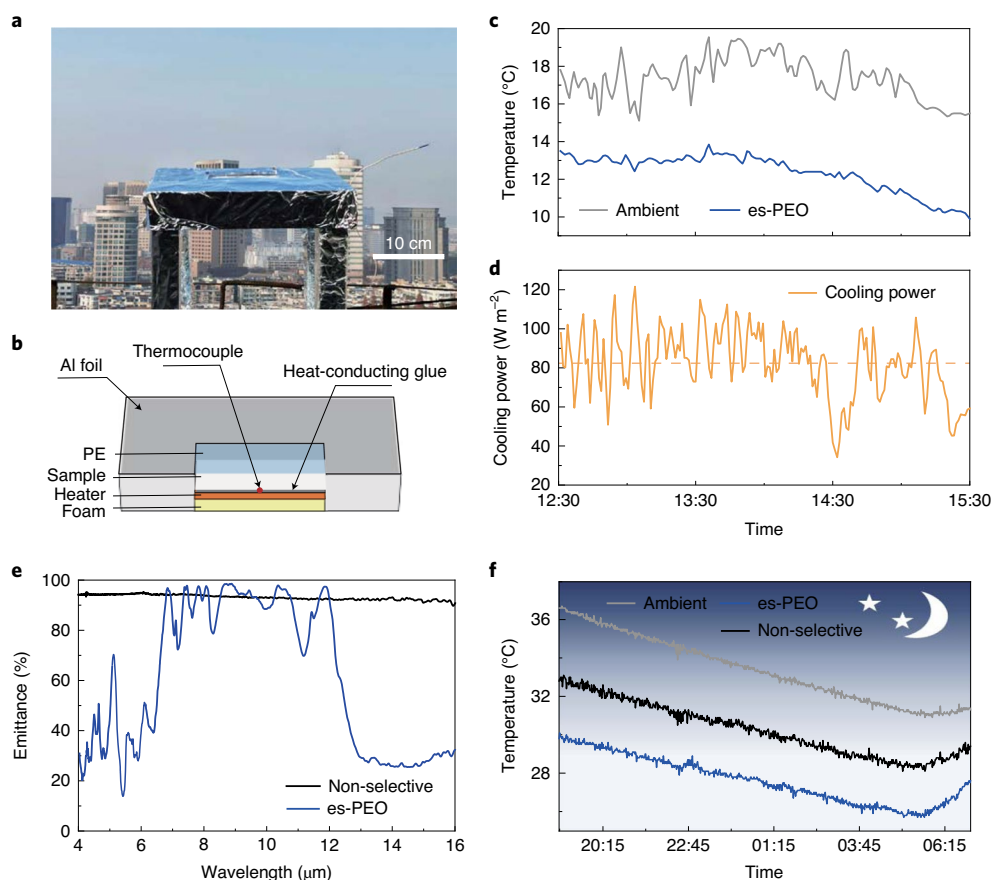 a
10 cm
b
Thermocouple
Al foil
Heat-conducting glue
PE
Sample
Heater
Foam
c
20
18
16
14
12
10
Temperature (°C)
Ambient
es-PEO
d
120
100
80
60
40
20
Cooling power (W m⁻²)
Cooling power
12:30
13:30
14:30
15:30
Time
e
100
80
60
40
20
0
Emittance (%)
Non-selective
es-PEO
4
6
8
10
12
14
16
Wavelength (μm)
f
36
32
28
Temperature (°C)
Ambient
es-PEO
Non-selective
20:15
22:45
01:15
03:45
06:15
Time